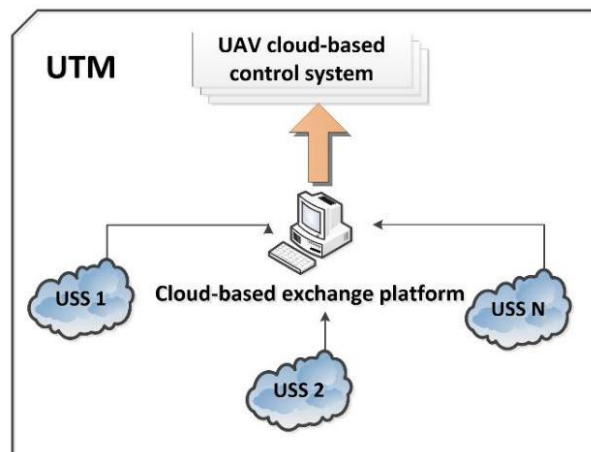 UTM
UAV cloud-based
control system
USS 1
Cloud-based exchange platform
USS N
USS 2